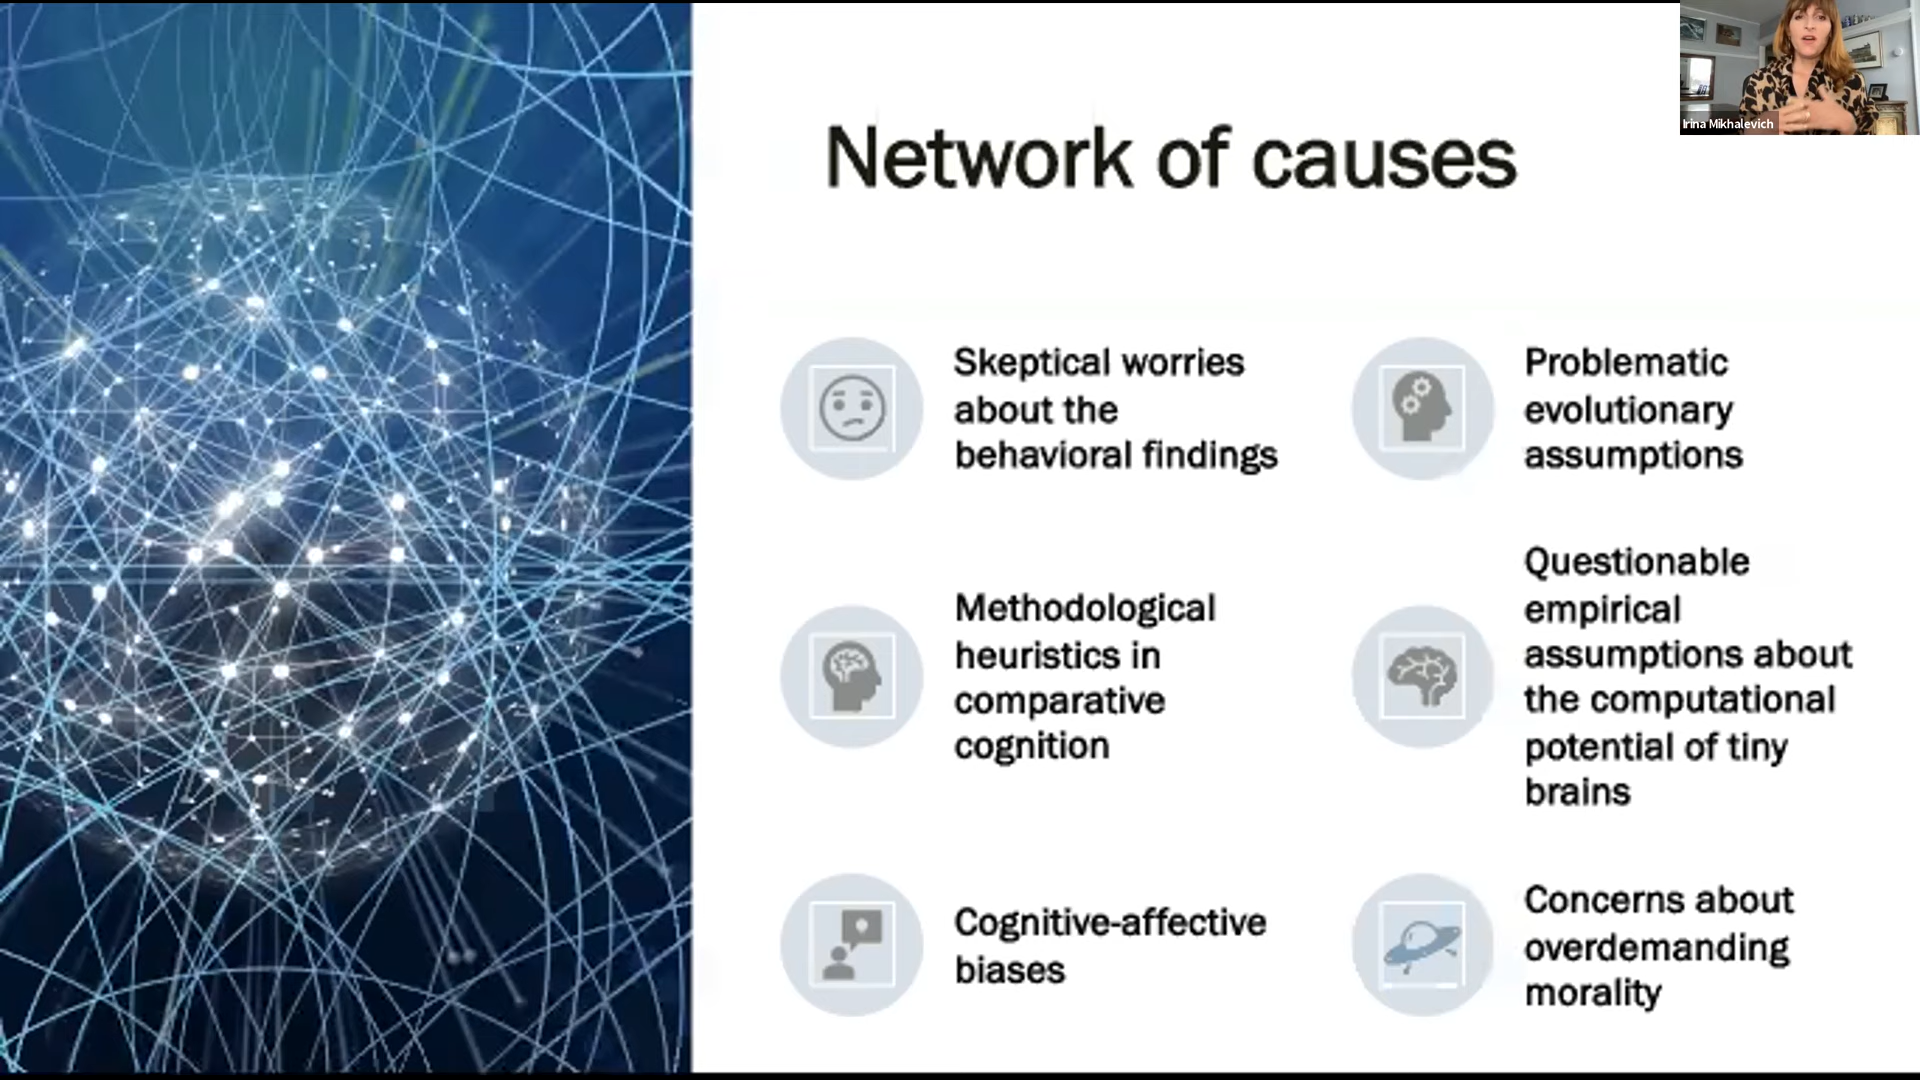 Irina Mikhalevich
Network of causes
Skeptical worries
about the
behavioral findings
Problematic
evolutionary
assumptions
Methodological
heuristics in
comparative
cognition
Questionable
empirical
assumptions about
the computational
potential of tiny
brains
Cognitive-affective
biases
Concerns about
overdemanding
morality